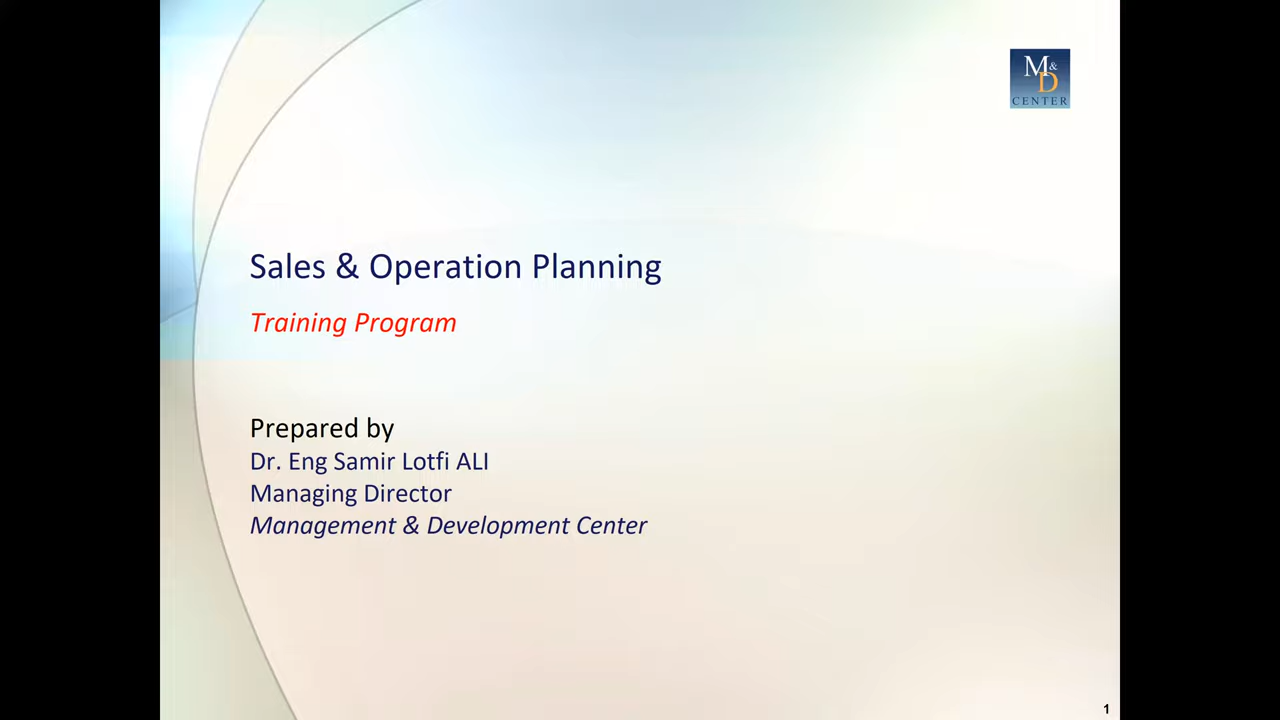 M&D
CENTER
Sales & Operation Planning
Training Program
Prepared by
Dr. Eng Samir Lotfi ALI
Managing Director
Management & Development Center
1